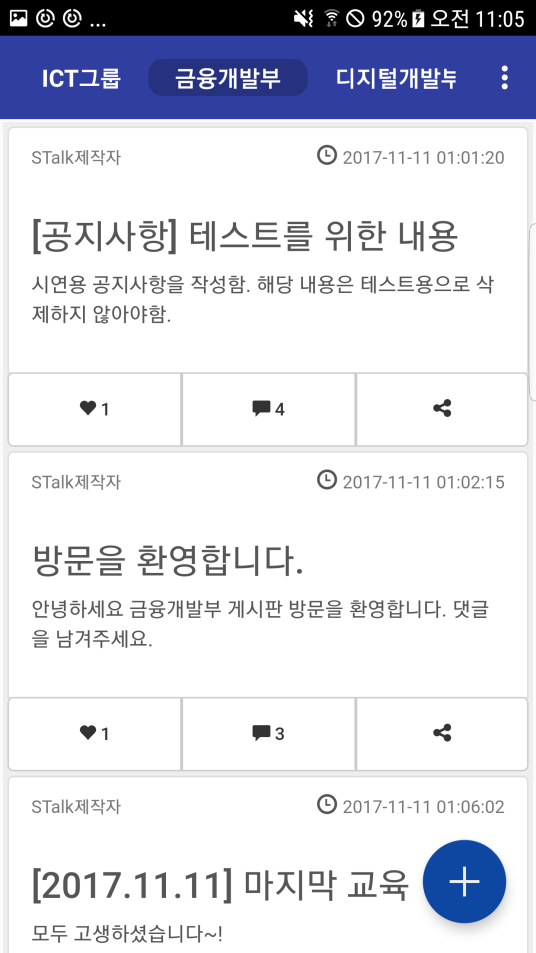 ... 92% 오전 11:05
ICT그룹 금융개발부 디지털개발부
STalk제작자 2017-11-11 01:01:20
[공지사항] 테스트를 위한 내용
시연용 공지사항을 작성함. 해당 내용은 테스트용으로 삭
제하지 않아야함.
1 4
STalk제작자 2017-11-11 01:02:15
방문을 환영합니다.
안녕하세요 금융개발부 게시판 방문을 환영합니다. 댓글
을 남겨주세요.
1 3
STalk제작자 2017-11-11 01:06:02
[2017.11.11] 마지막 교육
모두 고생하셨습니다~!